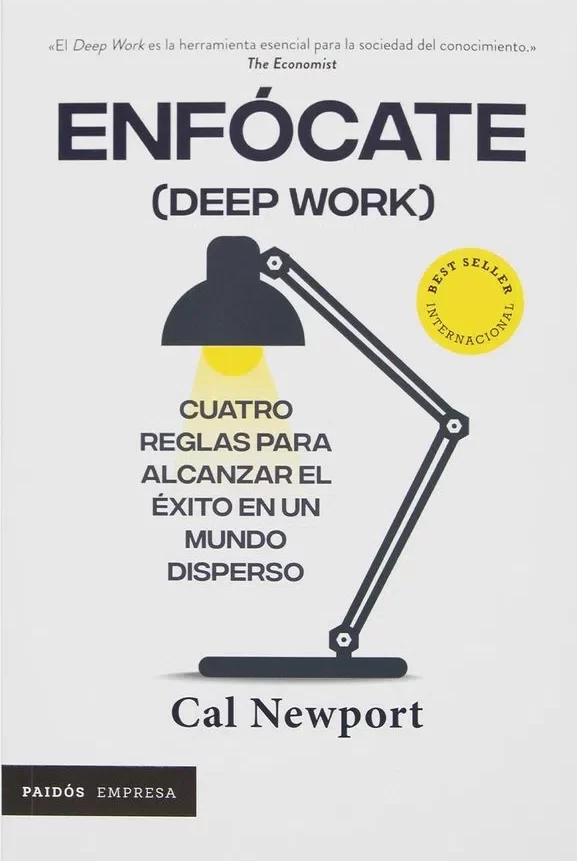 «El Deep Work es la herramienta esencial para la sociedad del conocimiento.»
The Economist
ENFÓCATE
(DEEP WORK)
BEST SELLER
INTERNACIONAL
CUATRO
REGLAS PARA
ALCANZAR EL
ÉXITO EN UN
MUNDO
DISPERSO
Cal Newport
PAIDÓS EMPRESA